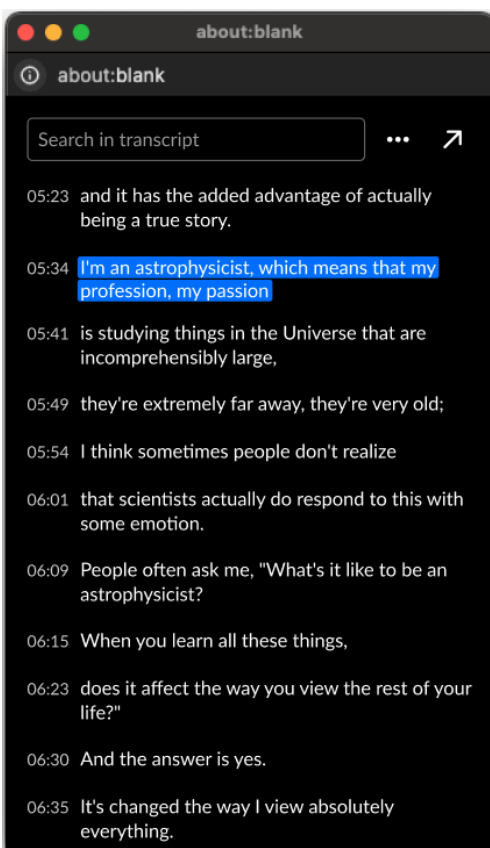 about:blank
about:blank
Search in transcript
05:23 and it has the added advantage of actually
being a true story.
05:34 I'm an astrophysicist, which means that my
profession, my passion
05:41 is studying things in the Universe that are
incomprehensibly large,
05:49 they're extremely far away, they're very old;
05:54 I think sometimes people don't realize
06:01 that scientists actually do respond to this with
some emotion.
06:09 People often ask me, "What's it like to be an
astrophysicist?
06:15 When you learn all these things,
06:23 does it affect the way you view the rest of your
life?"
06:30 And the answer is yes.
06:35 It's changed the way I view absolutely
everything.